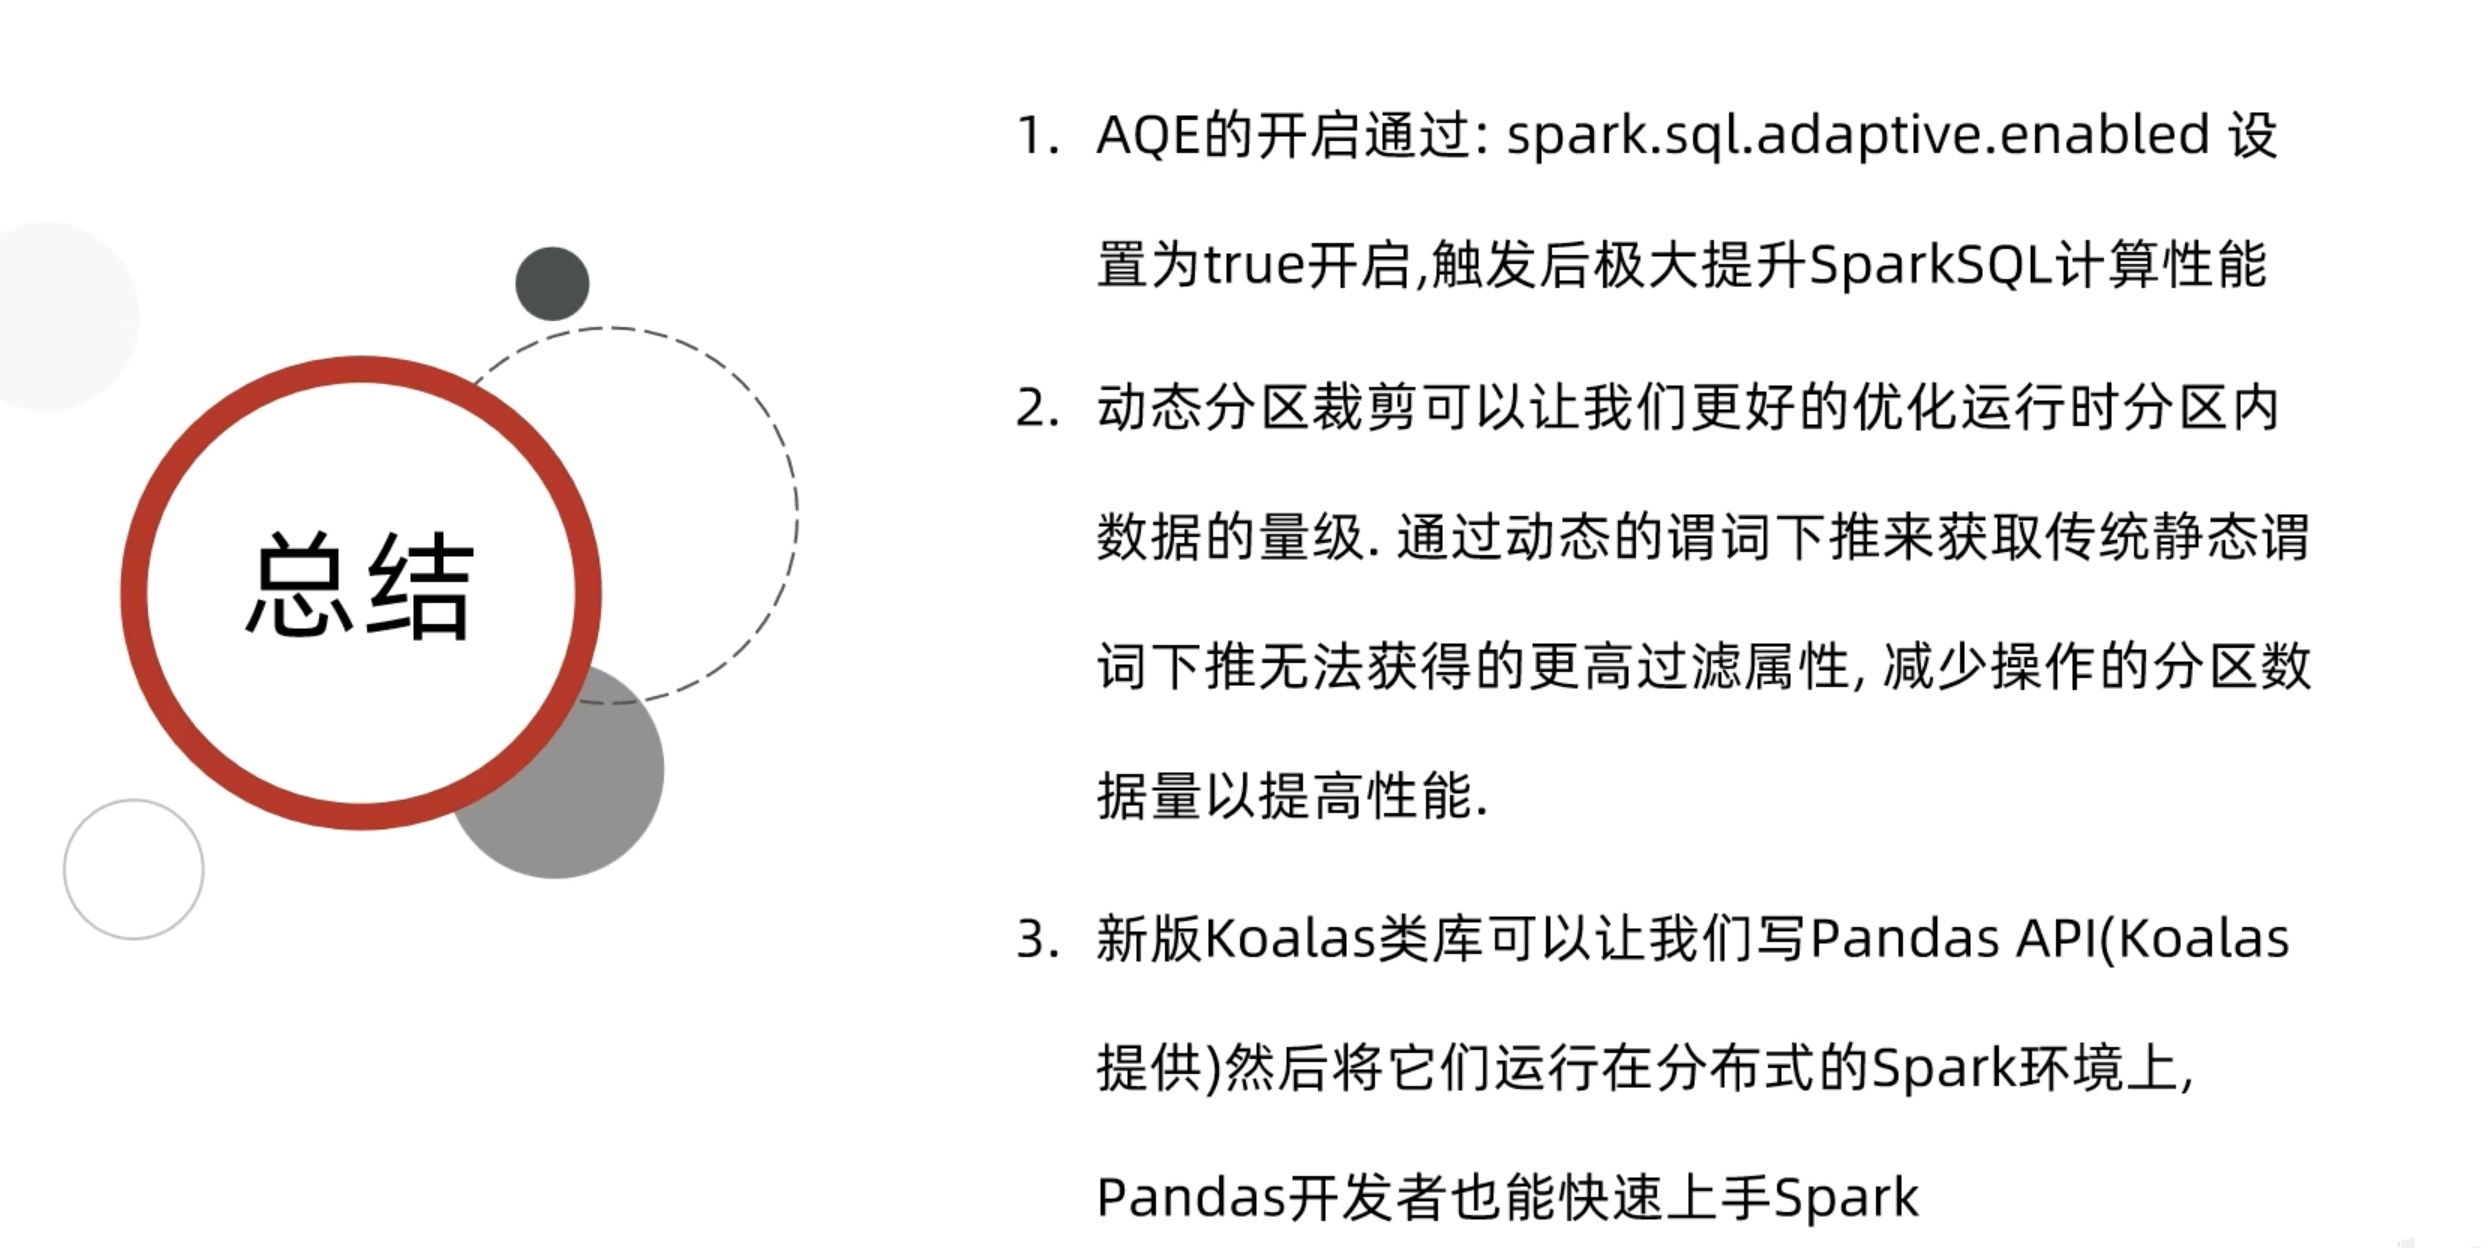 总结
1. AQE的开启通过: spark.sql.adaptive.enabled 设
置为true开启,触发后极大提升SparkSQL计算性能
2. 动态分区裁剪可以让我们更好的优化运行时分区内
数据的量级. 通过动态的谓词下推来获取传统静态谓
词下推无法获得的更高过滤属性, 减少操作的分区数
据量以提高性能.
3. 新版Koalas类库可以让我们写Pandas API(Koalas
提供)然后将它们运行在分布式的Spark环境上,
Pandas开发者也能快速上手Spark